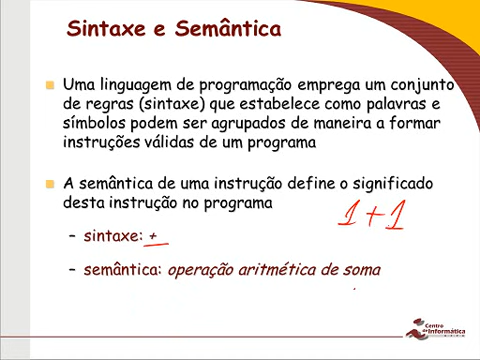 Sintaxe e Semântica
Uma linguagem de programação emprega um conjunto
de regras (sintaxe) que estabelece como palavras e
símbolos podem ser agrupados de maneira a formar
instruções válidas de um programa
A semântica de uma instrução define o significado
desta instrução no programa
1 + 1
– sintaxe: +
– semântica: operação aritmética de soma
Centro
de Informática